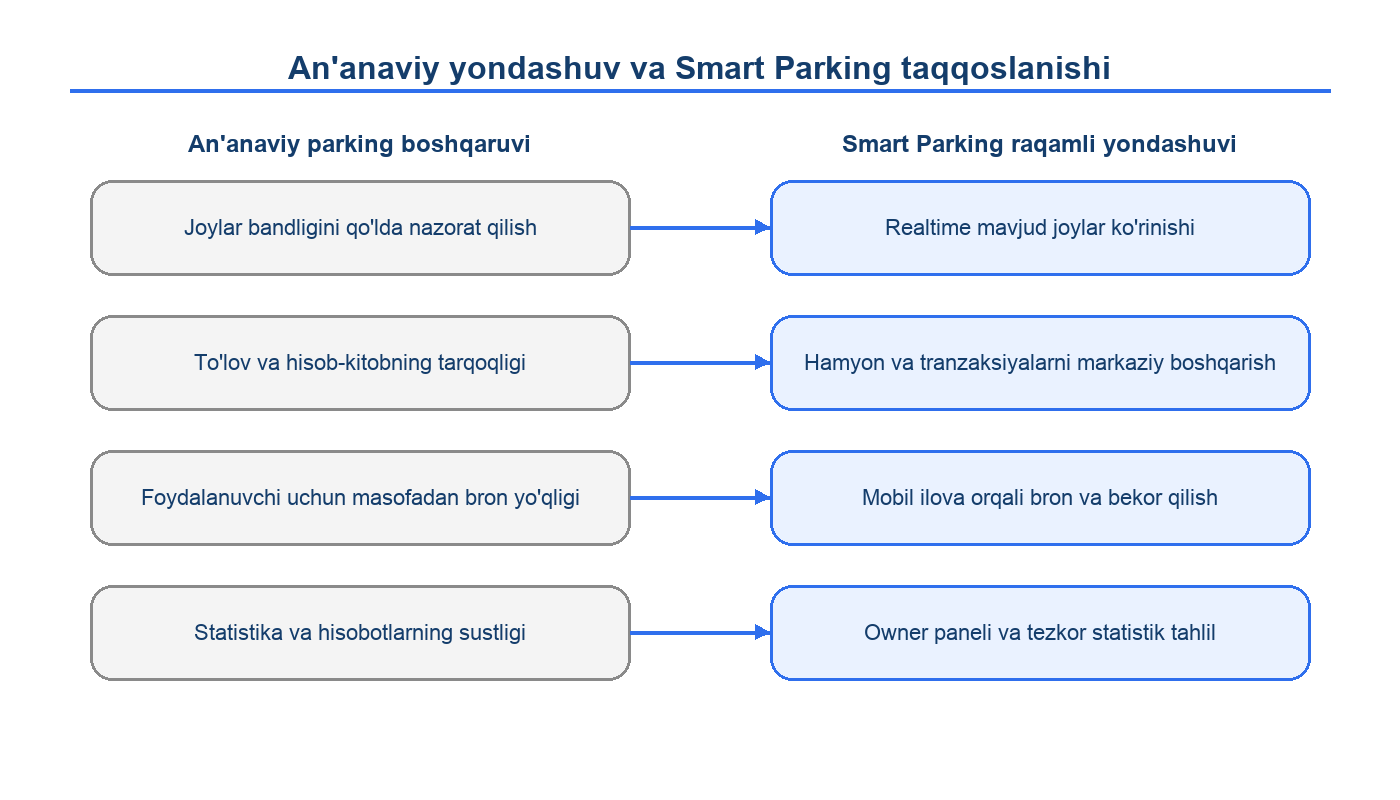 An'anaviy yondashuv va Smart Parking taqqoslanishi
An'anaviy parking boshqaruvi
Smart Parking raqamli yondashuvi
Joylar bandligini qo'lda nazorat qilish
Realtime mavjud joylar ko'rinishi
To'lov va hisob-kitobning tarqoqligi
Hamyon va tranzaksiyalarni markaziy boshqarish
Foydalanuvchi uchun masofadan bron yo'qligi
Mobil ilova orqali bron va bekor qilish
Statistika va hisobotlarning sustligi
Owner paneli va tezkor statistik tahlil